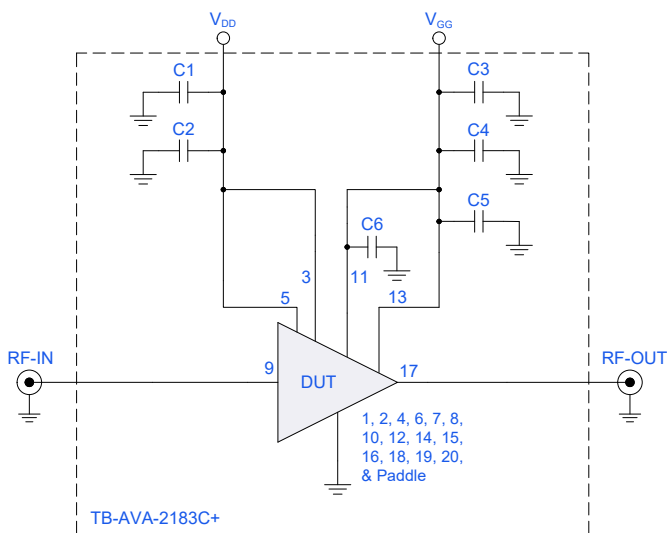 VDD
VGG
C1
C3
C2
C4
C5
C6
3
11
5
13
RF-IN
RF-OUT
9
17
DUT
1, 2, 4, 6, 7, 8,
10, 12, 14, 15,
16, 18, 19, 20,
& Paddle
TB-AVA-2183C+